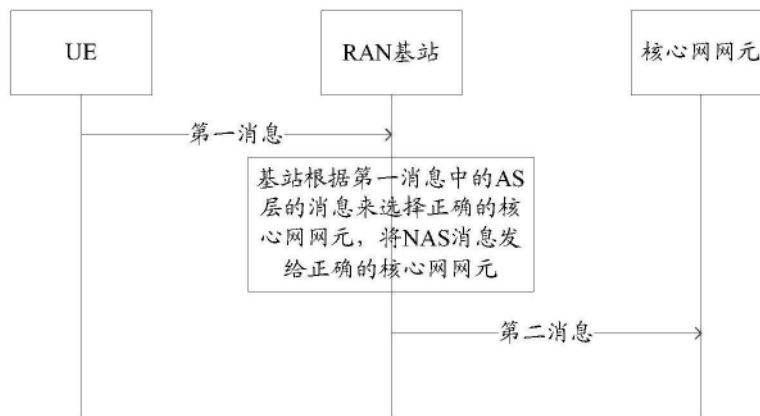 UE
RAN基站
核心网网元
第一消息
基站根据第一消息中的AS
层的消息来选择正确的核
心网网元，将NAS消息发
给正确的核心网网元
第二消息